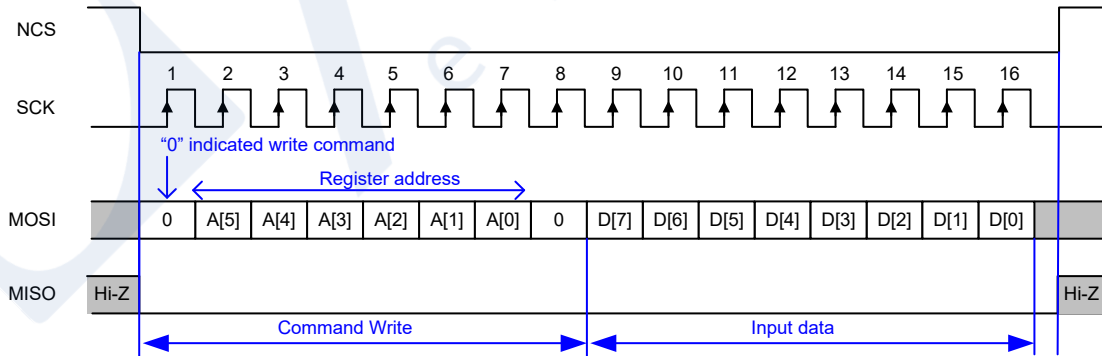 NCS
1 2 3 4 5 6 7 8 9 10 11 12 13 14 15 16
SCK
“0” indicated write command
Register address
MOSI 0 A[5] A[4] A[3] A[2] A[1] A[0] 0 D[7] D[6] D[5] D[4] D[3] D[2] D[1] D[0]
MISO Hi-Z Hi-Z
Command Write Input data